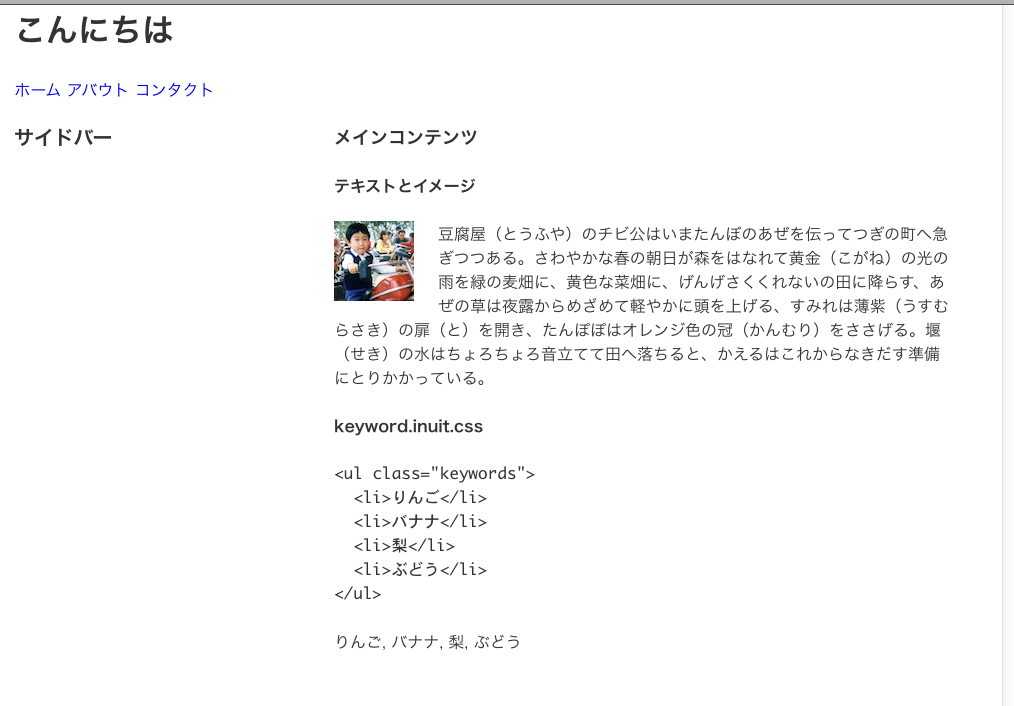 こんにちは
ホーム アバウト コンタクト
サイドバー
メインコンテンツ
テキストとイメージ
豆腐屋（とうふや）のチビ公はいまたんぼのあぜを伝ってつぎの町へ急
ぎつつある。さわやかな春の朝日が森をはなれて黄金（こがね）の光の
雨を緑の麦畑に、黄色な菜畑に、げんげさくくれないの田に降らす、あ
ぜの草は夜露からめざめて軽やかに頭を上げる、すみれは薄紫（うすむ
らさき）の扉（と）を開き、たんぽぽはオレンジ色の冠（かんむり）をささげる。堰
（せき）の水はちょろちょろ音立てて田へ落ちると、かえるはこれからなきだす準備
にとりかかっている。
keyword.inuit.css
<ul class="keywords">
  <li>りんご</li>
  <li>バナナ</li>
  <li>梨</li>
  <li>ぶどう</li>
</ul>
りんご, バナナ, 梨, ぶどう